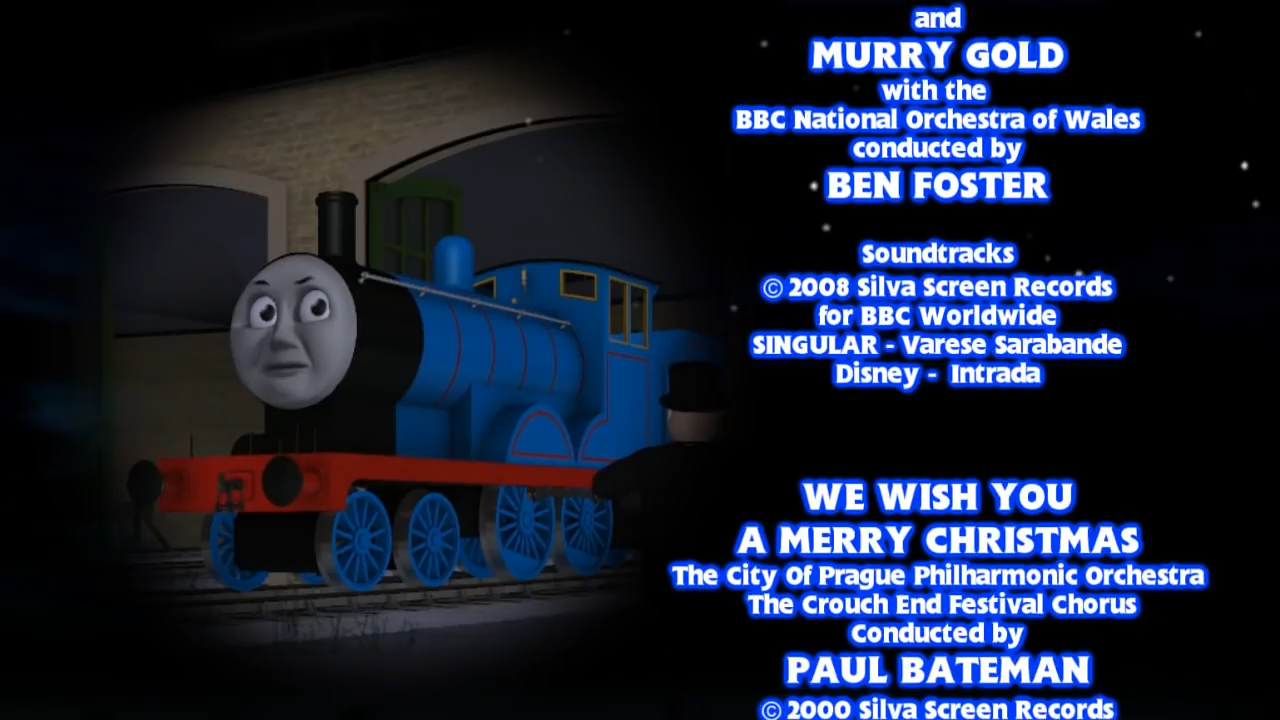 and
MURRY GOLD
with the
BBC National Orchestra of Wales
conducted by
BEN FOSTER
Soundtracks
© 2008 Silva Screen Records
for BBC Worldwide
SINGULAR - Varese Sarabande
Disney - Intrada
WE WISH YOU
A MERRY CHRISTMAS
The City Of Prague Philharmonic Orchestra
The Crouch End Festival Chorus
Conducted by
PAUL BATEMAN
© 2000 Silva Screen Records